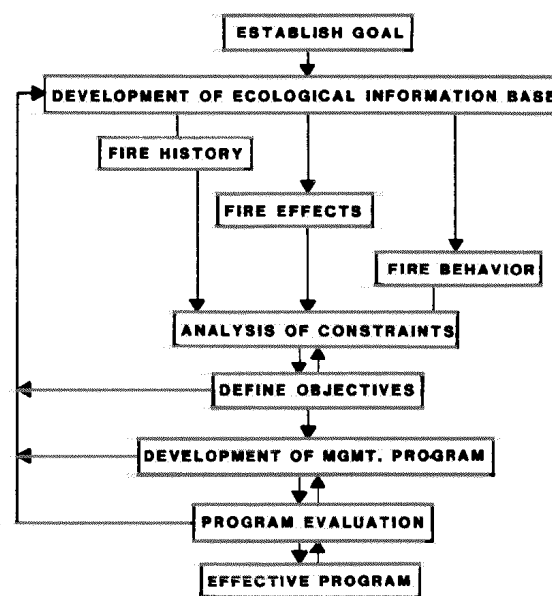 ESTABLISH GOAL
DEVELOPMENT OF ECOLOGICAL INFORMATION BASE
FIRE HISTORY
FIRE EFFECTS
FIRE BEHAVIOR
ANALYSIS OF CONSTRAINTS
DEFINE OBJECTIVES
DEVELOPMENT OF MGMT. PROGRAM
PROGRAM EVALUATION
EFFECTIVE PROGRAM